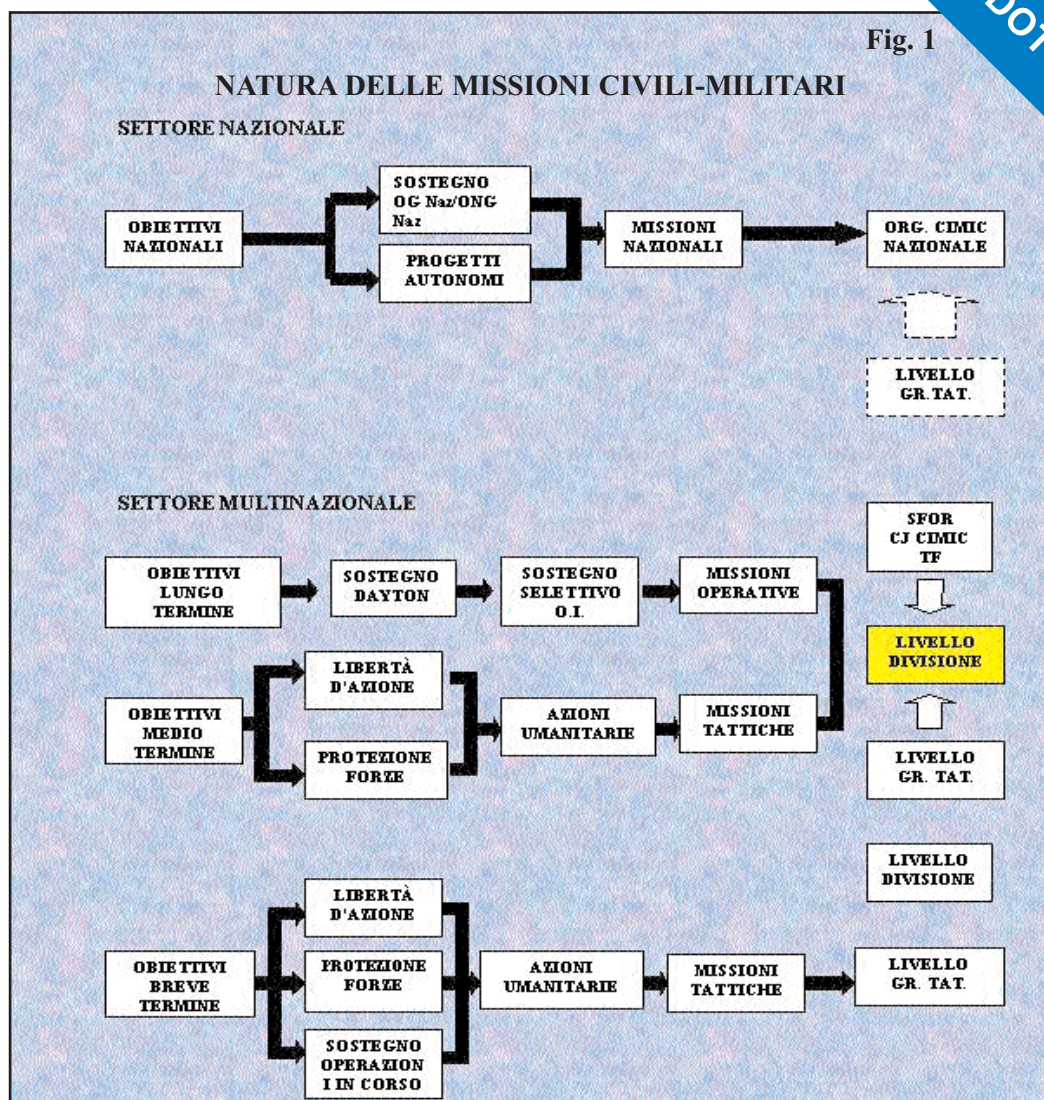 DOT
Fig. 1
NATURA DELLE MISSIONI CIVILI-MILITARI
SETTORE NAZIONALE
OBIETTIVI
NAZIONALI
SOSTEGNO
OG Naz/ONG
Naz
PROGETTI
AUTONOMI
MISSIONI
NAZIONALI
ORG. CIMIC
NAZIONALE
LIVELLO
GR.TAT.
SETTORE MULTINAZIONALE
OBIETTIVI
LUNGO
TERMINE
SOSTEGNO
DAYTON
SOSTEGNO
SELETTIVO
O.I.
MISSIONI
OPERATIVE
SFOR
CJ CIMIC
TF
LIVELLO
DIVISIONE
OBIETTIVI
MEDIO
TERMINE
LIBERTÀ
D'AZIONE
PROTEZIONE
FORZE
AZIONI
UMANITARIE
MISSIONI
TATTICHE
LIVELLO
GR. TAT.
LIVELLO
DIVISIONE
OBIETTIVI
BREVE
TERMINE
LIBERTÀ
D'AZIONE
PROTEZIONE
FORZE
SOSTEGNO
OPERAZION
I IN CORSO
AZIONI
UMANITARIE
MISSIONI
TATTICHE
LIVELLO
GR. TAT.